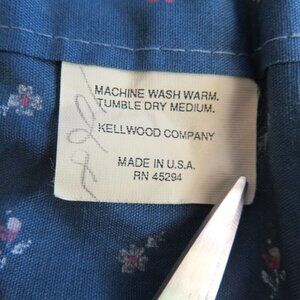 MACHINE WASH WARM.
TUMBLE DRY MEDIUM.
KELLWOOD COMPANY
MADE IN U.S.A.
RN 45294